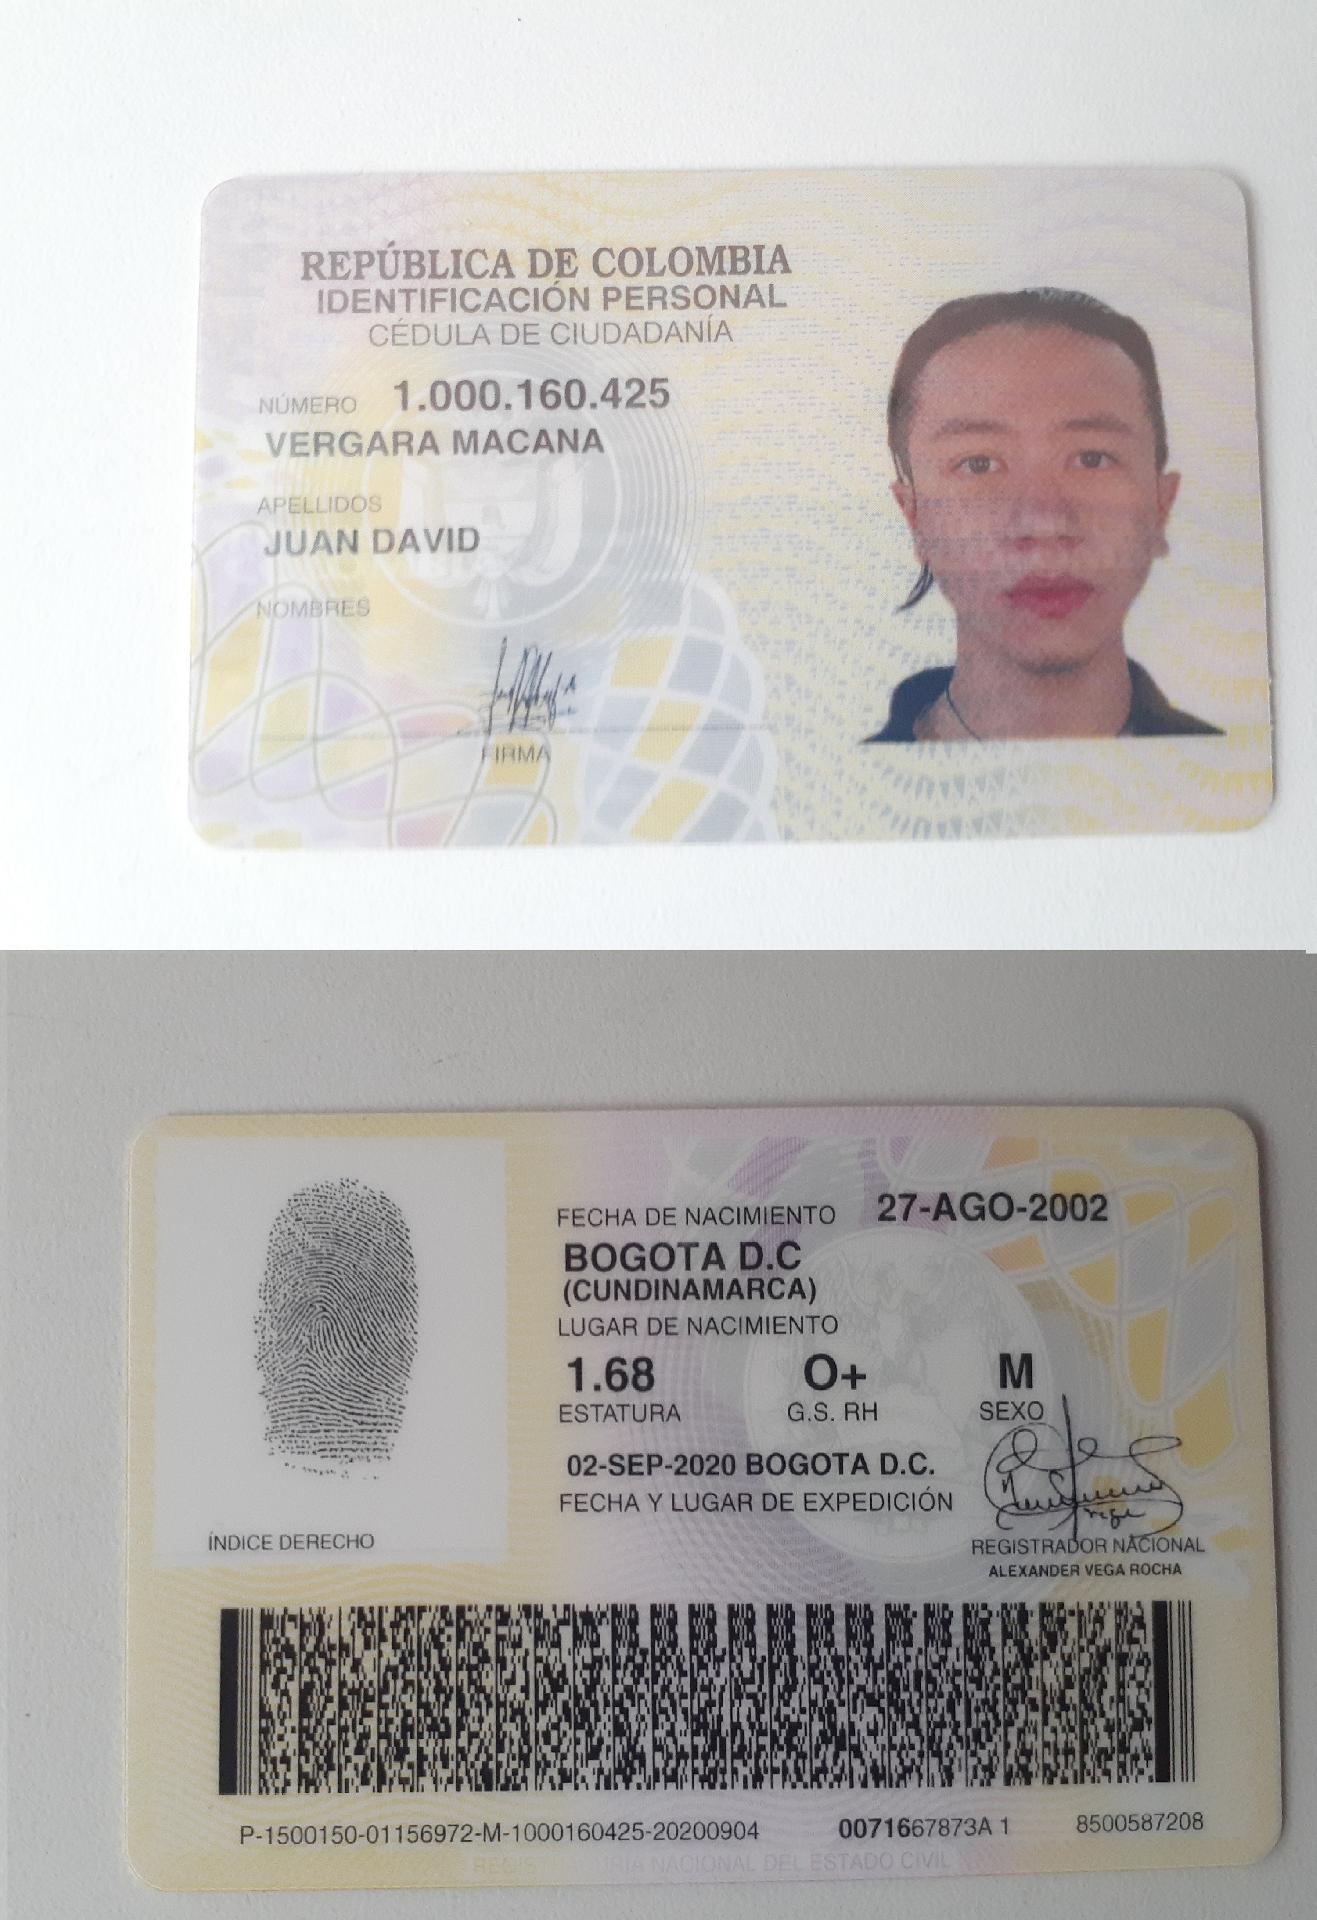 REPÚBLICA DE COLOMBIA
IDENTIFICACIÓN PERSONAL
CÉDULA DE CIUDADANÍA
NÚMERO 1.000.160.425
VERGARA MACANA
APELLIDOS
JUAN DAVID
NOMBRES
FIRMA
FECHA DE NACIMIENTO 27-AGO-2002
BOGOTA D.C
(CUNDINAMARCA)
LUGAR DE NACIMIENTO
1.68 O+ M
ESTATURA G.S. RH SEXO
02-SEP-2020 BOGOTA D.C.
FECHA Y LUGAR DE EXPEDICIÓN
ÍNDICE DERECHO
REGISTRADOR NACIONAL
ALEXANDER VEGA ROCHA
P-1500150-01156972-M-1000160425-20200904 0071667873A 1 8500587208
NACIONAL DEL ESTADO CIVIL